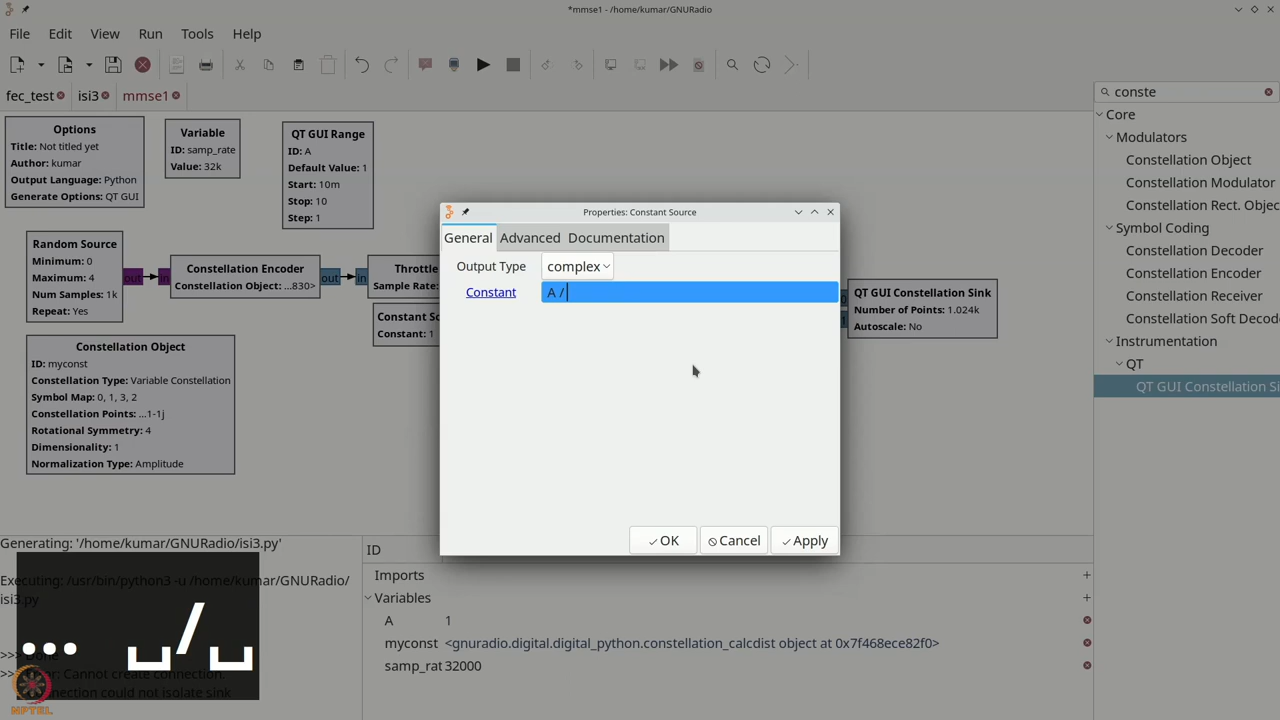 *mmse1 - /home/kumar/GNURadio
File Edit View Run Tools Help
fec_test isi3 mmse1
conste
Options
Title: Not titled yet
Author: kumar
Output Language: Python
Generate Options: QT GUI
Variable
ID: samp_rate
Value: 32k
QT GUI Range
ID: A
Default Value: 1
Start: 10m
Stop: 10
Step: 1
Random Source
Minimum: 0
Maximum: 4
Num Samples: 1k
Repeat: Yes
out
in
Constellation Encoder
Constellation Object: ...830>
out
in
Throttle
Sample Rate:
Constant So
Constant: 1
Constellation Object
ID: myconst
Constellation Type: Variable Constellation
Symbol Map: 0, 1, 3, 2
Constellation Points: ...1-1j
Rotational Symmetry: 4
Dimensionality: 1
Normalization Type: Amplitude
Properties: Constant Source
General Advanced Documentation
Output Type complex
Constant A /
OK Cancel Apply
0
1
QT GUI Constellation Sink
Number of Points: 1.024k
Autoscale: No
Core
Modulators
Constellation Object
Constellation Modulator
Constellation Rect. Objec
Symbol Coding
Constellation Decoder
Constellation Encoder
Constellation Receiver
Constellation Soft Decod
Instrumentation
QT
QT GUI Constellation Si
Generating: '/home/kumar/GNURadio/isi3.py'
Executing: /usr/bin/python3 -u /home/kumar/GNURadio/
isi3.py
>>> Done
>>> Error: Cannot create connection.
Connection could not isolate sink
... ␣/␣
NPTEL
ID
Imports
Variables
A 1
myconst <gnuradio.digital.digital_python.constellation_calcdist object at 0x7f468ece82f0>
samp_rat 32000